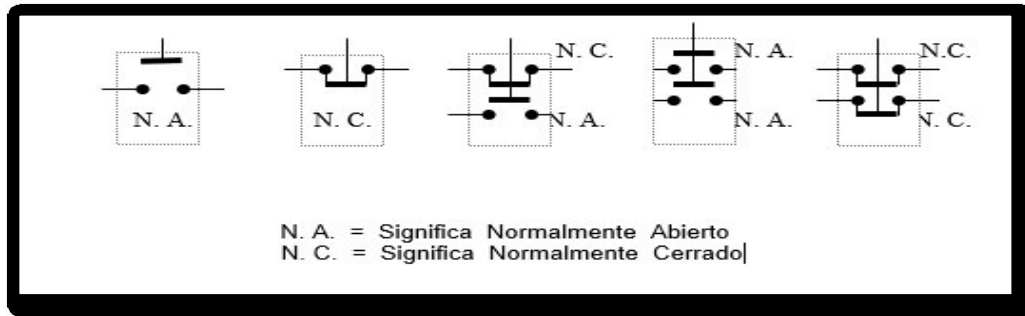 N. C.
N. A.
N.C.
N. A.
N. C.
N. A.
N. A.
N. C.
N. A. = Significa Normalmente Abierto
N. C. = Significa Normalmente Cerrado